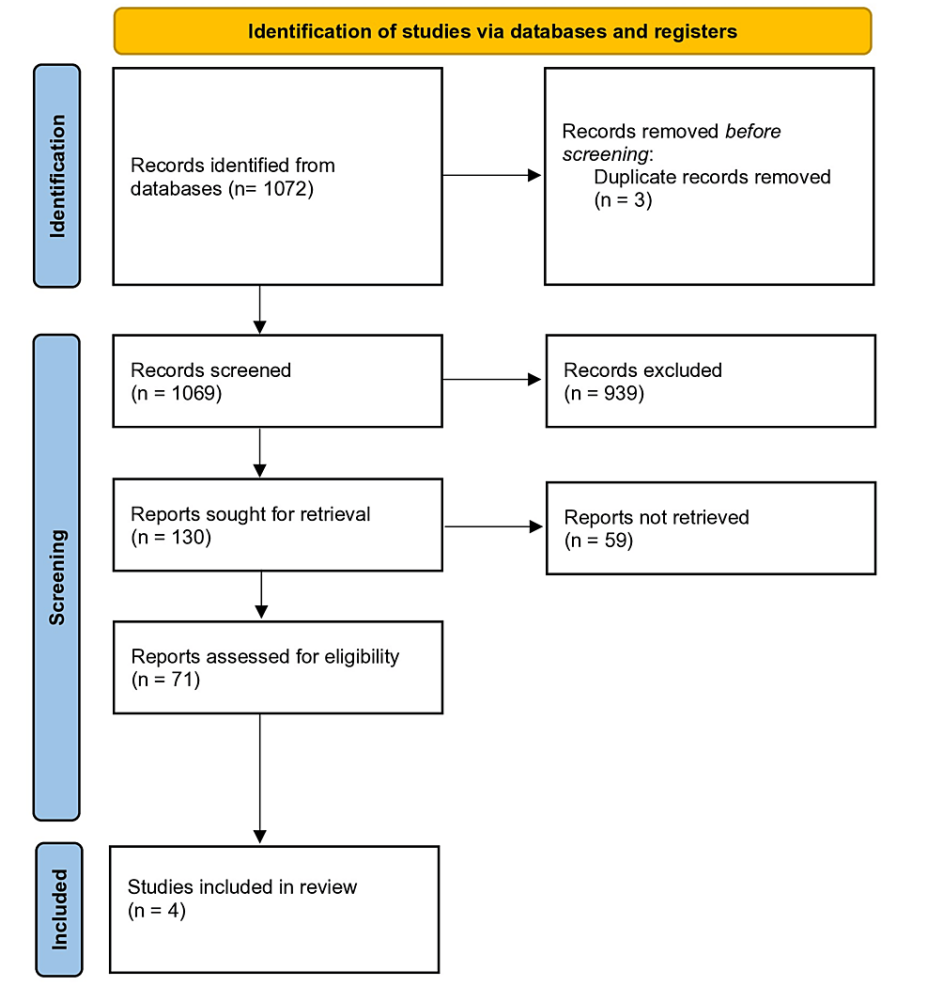 Identification of studies via databases and registers
Identification
Records identified from
databases (n= 1072)
Records removed before
screening:
Duplicate records removed
(n = 3)
Screening
Records screened
(n = 1069)
Records excluded
(n = 939)
Reports sought for retrieval
(n = 130)
Reports not retrieved
(n = 59)
Reports assessed for eligibility
(n = 71)
Included
Studies included in review
(n = 4)